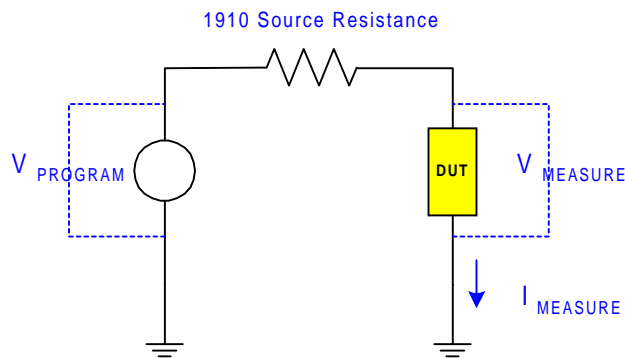 1910 Source Resistance
V PROGRAM
DUT
V MEASURE
I MEASURE